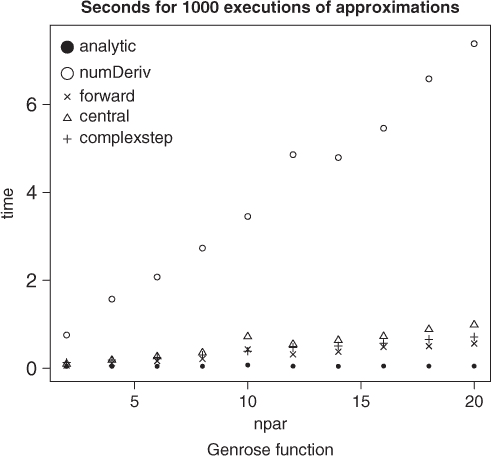 Seconds for 1000 executions of approximations
analytic
numDeriv
forward
central
complexstep
6
4
2
0
time
5 10 15 20
npar
Genrose function